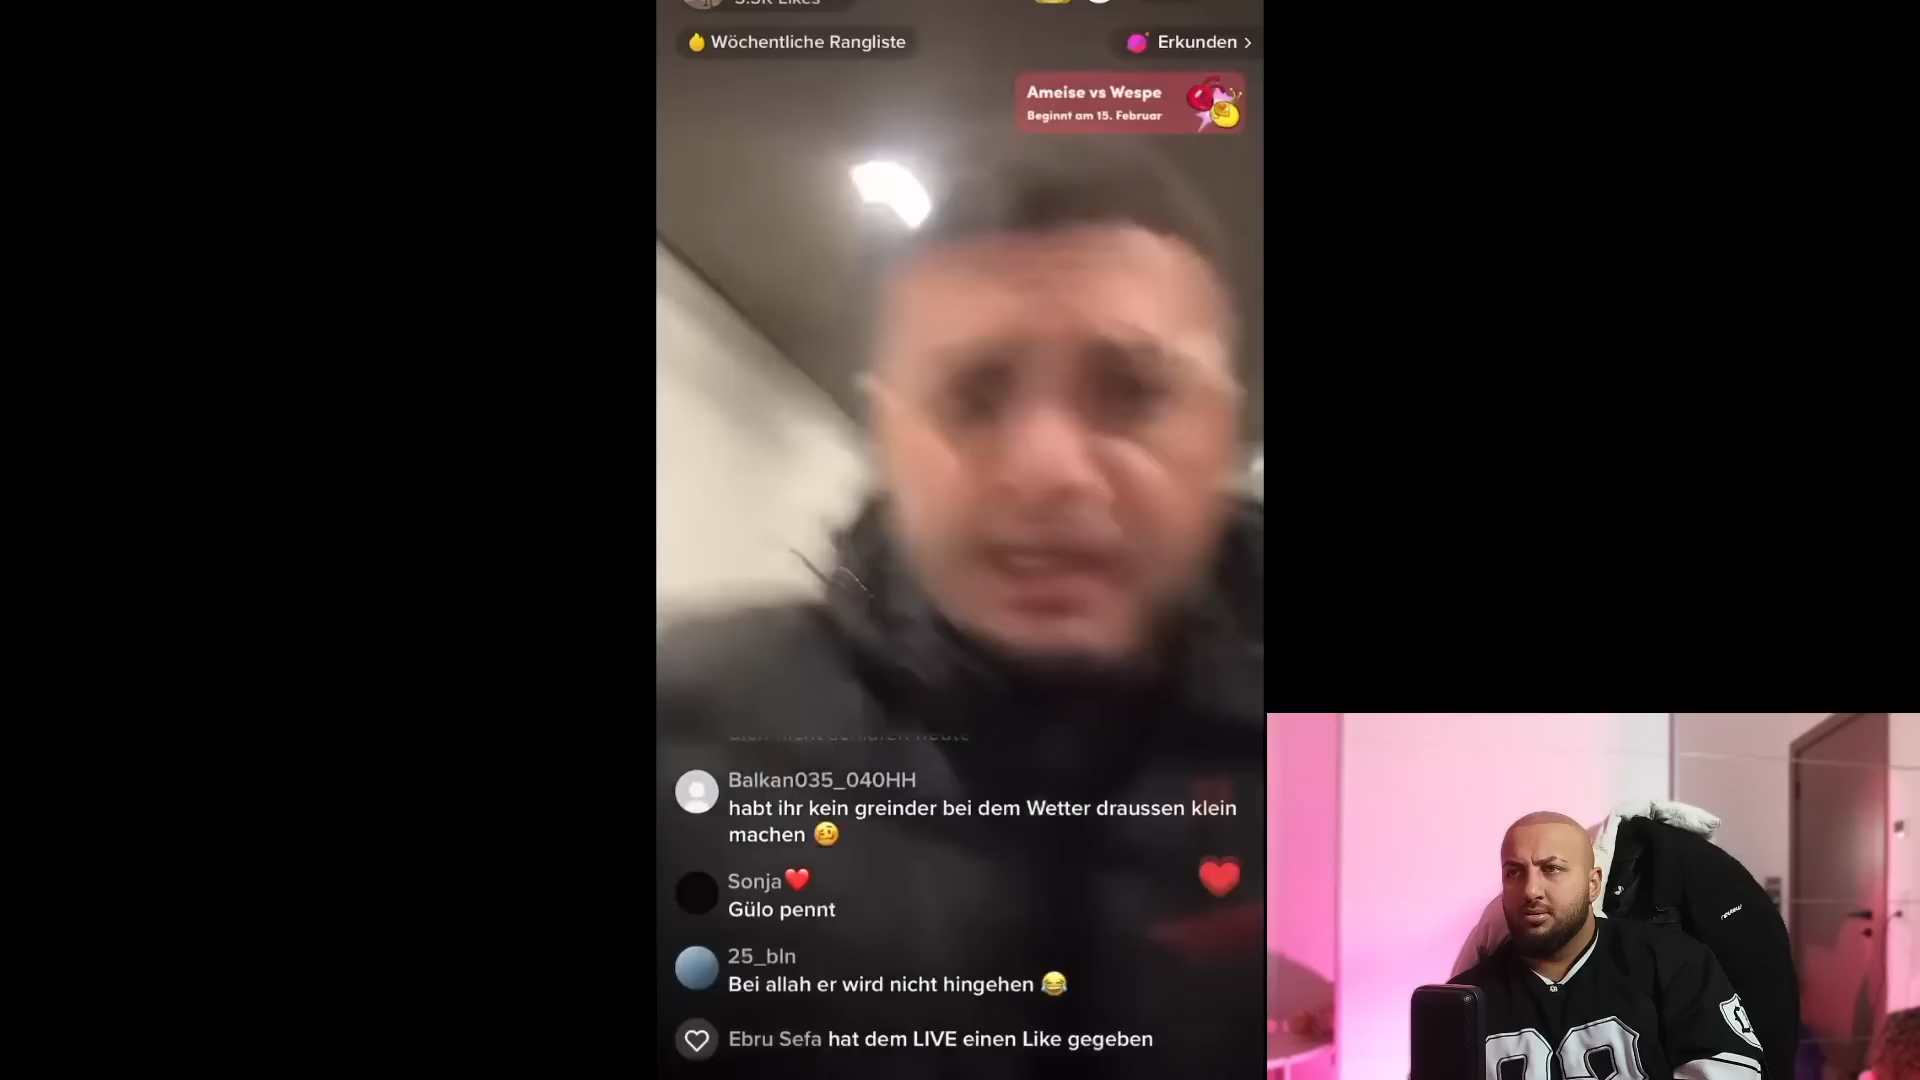 Wöchentliche Rangliste
Erkunden >
Ameise vs Wespe
Beginnt am 15. Februar
Balkan035_040HH
habt ihr kein greinder bei dem Wetter draussen klein
machen 🥴
Sonja❤️
Gülo pennt
25_bln
Bei allah er wird nicht hingehen 😂
Ebru Sefa hat dem LIVE einen Like gegeben